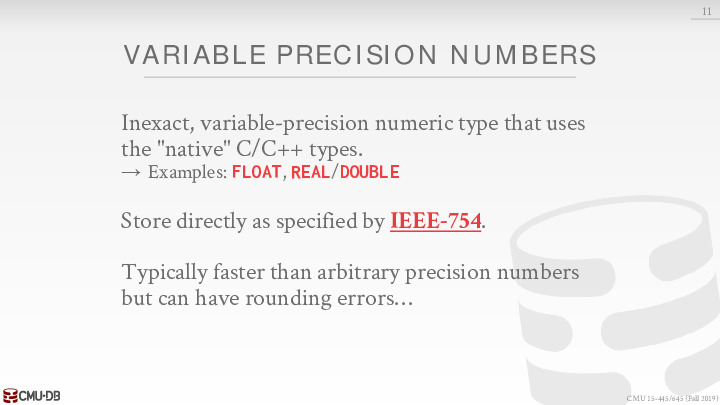 11
VARIABLE PRECISION NUMBERS
Inexact, variable-precision numeric type that uses
the "native" C/C++ types.
→ Examples: FLOAT, REAL/DOUBLE
Store directly as specified by IEEE-754.
Typically faster than arbitrary precision numbers
but can have rounding errors…
CMU·DB
CMU 15-445/645 (Fall 2019)